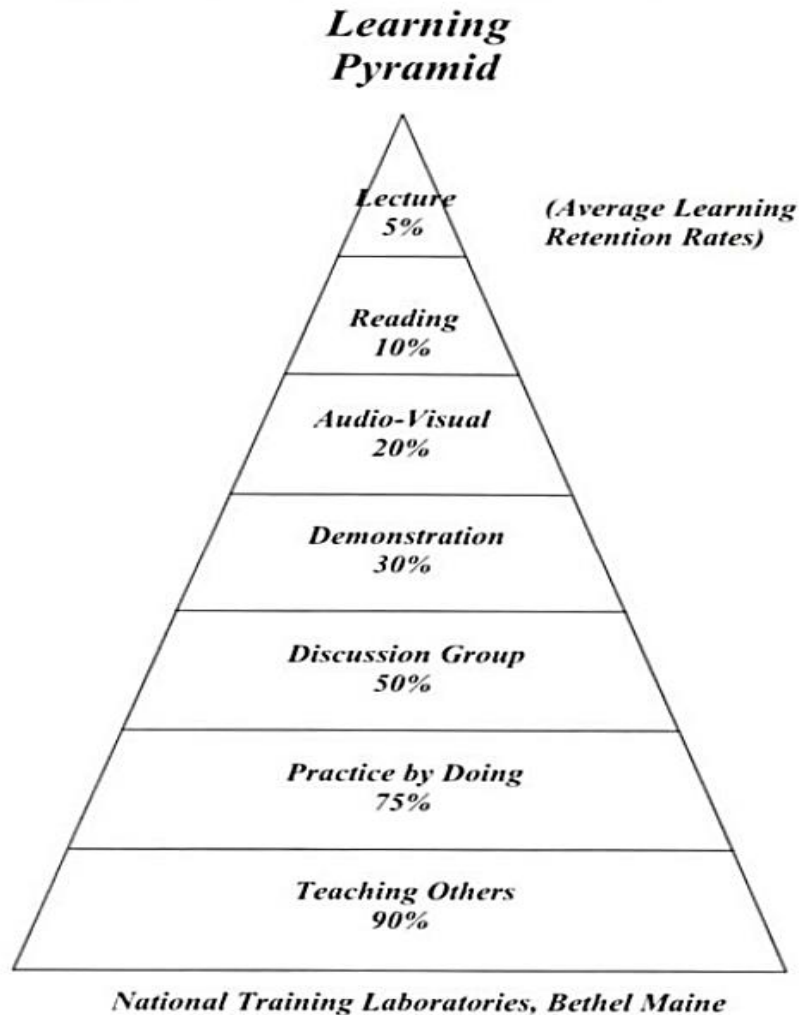 Learning
Pyramid
Lecture
5%
(Average Learning
Retention Rates)
Reading
10%
Audio-Visual
20%
Demonstration
30%
Discussion Group
50%
Practice by Doing
75%
Teaching Others
90%
National Training Laboratories, Bethel Maine